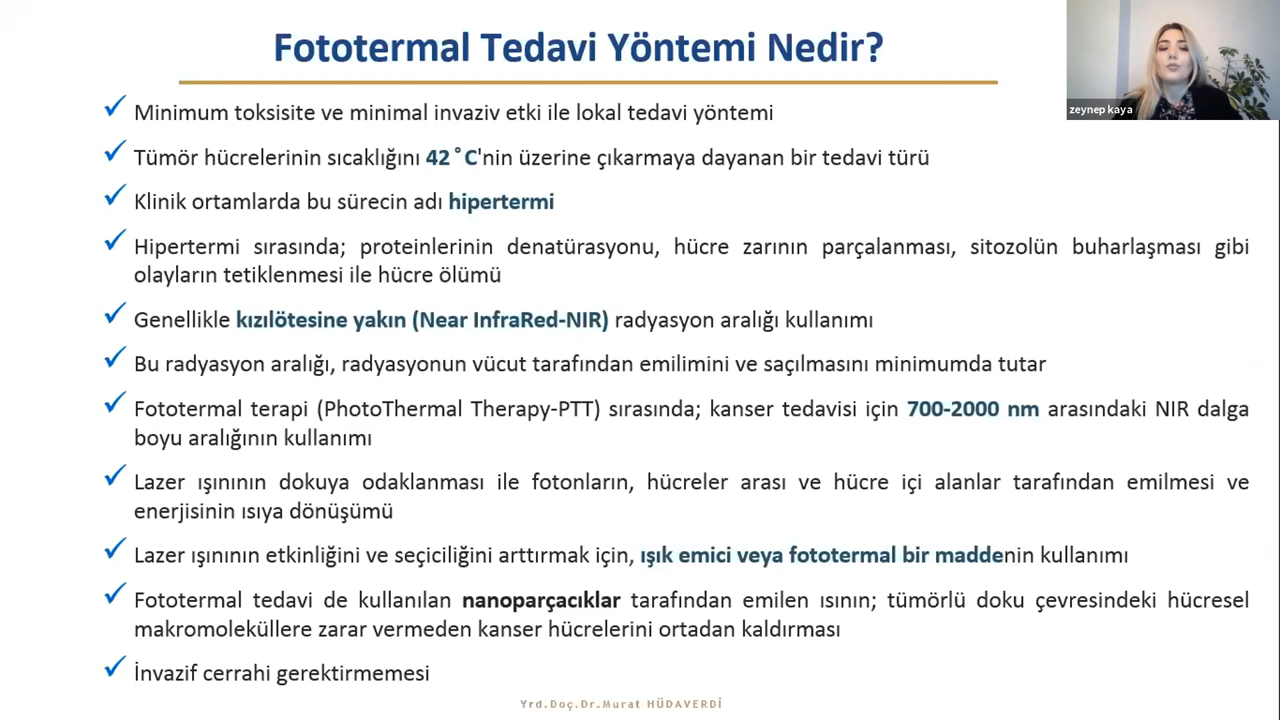 Fototermal Tedavi Yöntemi Nedir?
zeynep kaya
Minimum toksisite ve minimal invaziv etki ile lokal tedavi yöntemi
Tümör hücrelerinin sıcaklığını 42˚C'nin üzerine çıkarmaya dayanan bir tedavi türü
Klinik ortamlarda bu sürecin adı hipertermi
Hipertermi sırasında; proteinlerinin denatürasyonu, hücre zarının parçalanması, sitozolün buharlaşması gibi
olayların tetiklenmesi ile hücre ölümü
Genellikle kızılötesine yakın (Near InfraRed-NIR) radyasyon aralığı kullanımı
Bu radyasyon aralığı, radyasyonun vücut tarafından emilimini ve saçılmasını minimumda tutar
Fototermal terapi (PhotoThermal Therapy-PTT) sırasında; kanser tedavisi için 700-2000 nm arasındaki NIR dalga
boyu aralığının kullanımı
Lazer ışınının dokuya odaklanması ile fotonların, hücreler arası ve hücre içi alanlar tarafından emilmesi ve
enerjisinin ısıya dönüşümü
Lazer ışınının etkinliğini ve seçiciliğini arttırmak için, ışık emici veya fototermal bir maddenin kullanımı
Fototermal tedavi de kullanılan nanoparçacıklar tarafından emilen ısının; tümörlü doku çevresindeki hücresel
makromoleküllere zarar vermeden kanser hücrelerini ortadan kaldırması
İnvazif cerrahi gerektirmemesi
Yrd.Doç.Dr.Murat HÜDAVERDİ